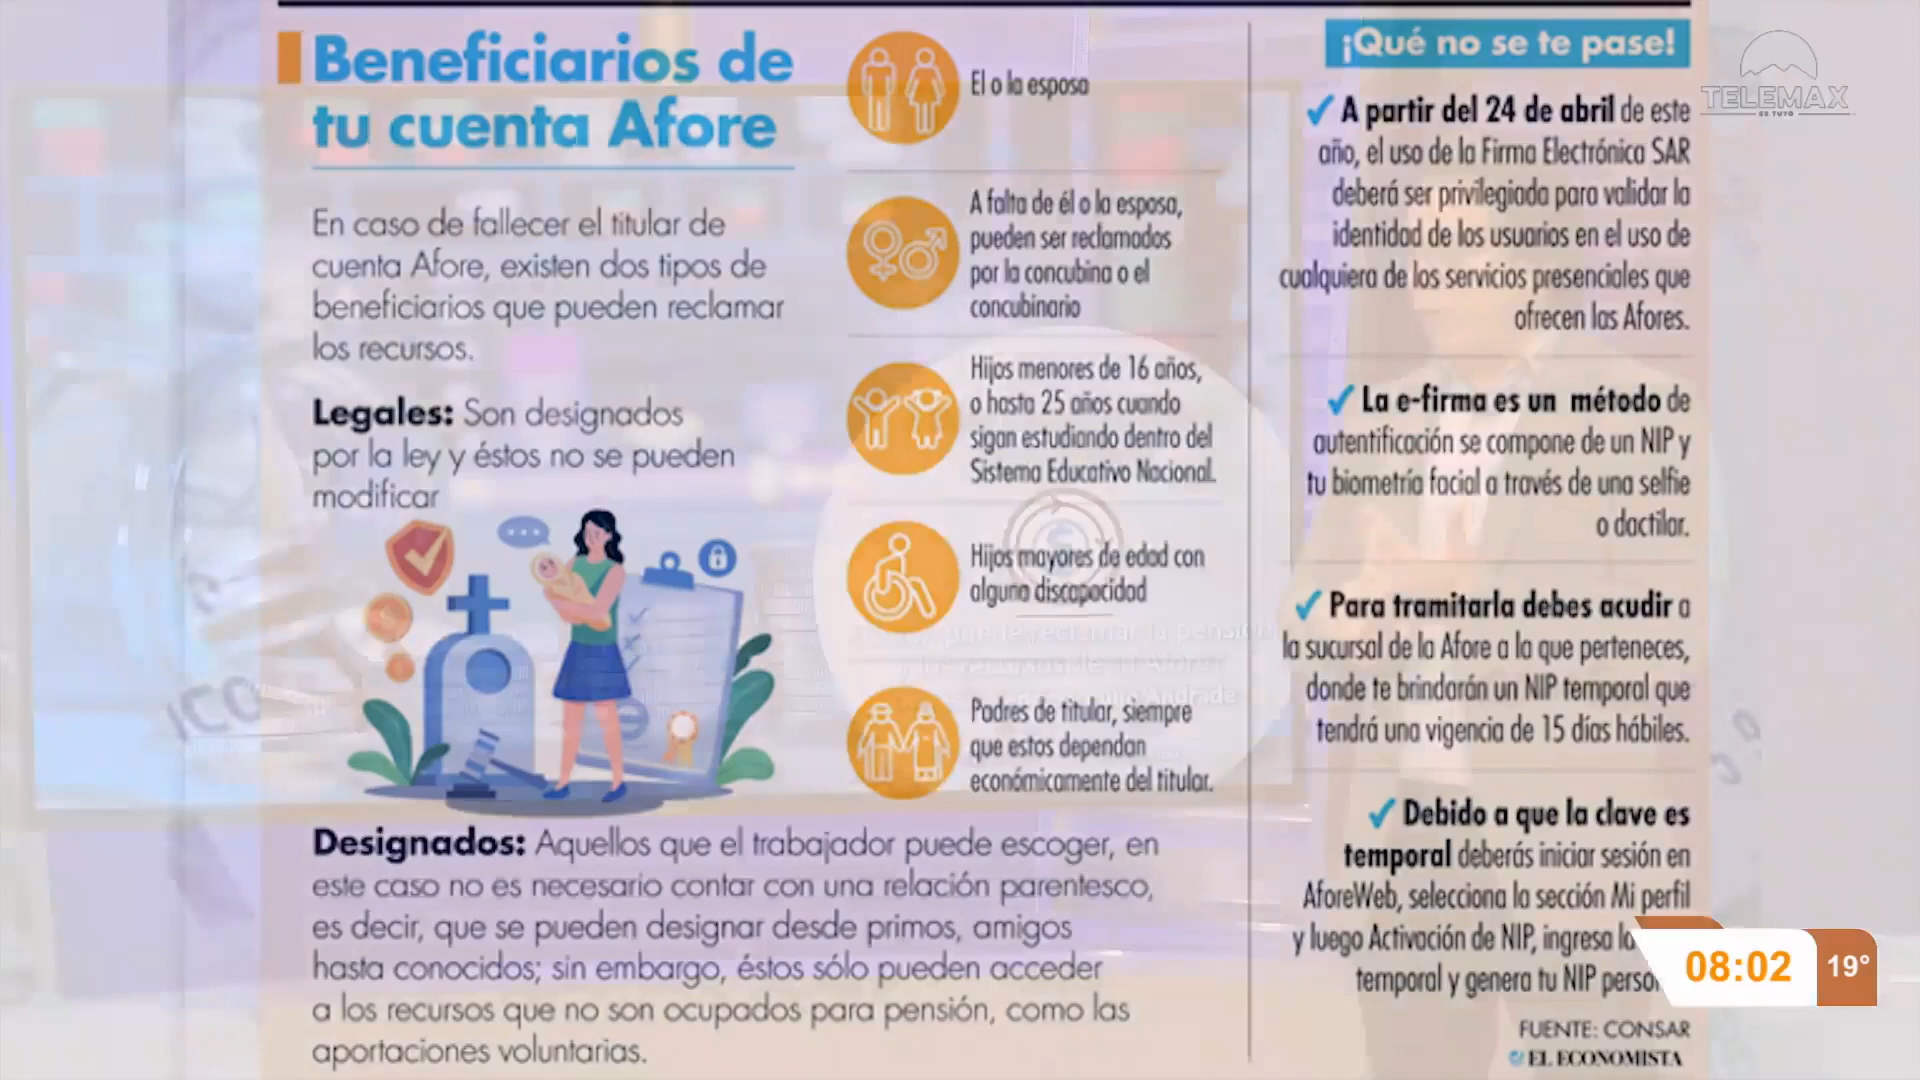 Beneficiarios de
tu cuenta Afore
En caso de fallecer el titular de
cuenta Afore, existen dos tipos de
beneficiarios que pueden reclamar
los recursos.
Legales: Son designados
por la ley y éstos no se pueden
modificar
El o la esposa
A falta de él o la esposa,
pueden ser reclamados
por la concubina o el
concubinario
Hijos menores de 16 años,
o hasta 25 años cuando
sigan estudiando dentro del
Sistema Educativo Nacional.
Hijos mayores de edad con
alguna discapacidad
Padres de titular, siempre
que estos dependan
económicamente del titular.
Designados: Aquellos que el trabajador puede escoger, en
este caso no es necesario contar con una relación parentesco,
es decir, que se pueden designar desde primos, amigos
hasta conocidos; sin embargo, éstos sólo pueden acceder
a los recursos que no son ocupados para pensión, como las
aportaciones voluntarias.
¡Qué no se te pase!
A partir del 24 de abril de este
año, el uso de la Firma Electrónica SAR
deberá ser privilegiada para validar la
identidad de los usuarios en el uso de
cualquiera de los servicios presenciales que
ofrecen las Afores.
La e-firma es un método de
autentificación se compone de un NIP y
tu biometría facial a través de una selfie
o dactilar.
Para tramitarla debes acudir a
la sucursal de la Afore a la que perteneces,
donde te brindarán un NIP temporal que
tendrá una vigencia de 15 días hábiles.
Debido a que la clave es
temporal deberás iniciar sesión en
AforeWeb, selecciona la sección Mi perfil
y luego Activación de NIP, ingresa la
temporal y genera tu NIP
FUENTE: CONSAR
EL ECONOMISTA
TELEMAX
ES TUYO
08:02
19°
puede reclamar la pensión
Andrade